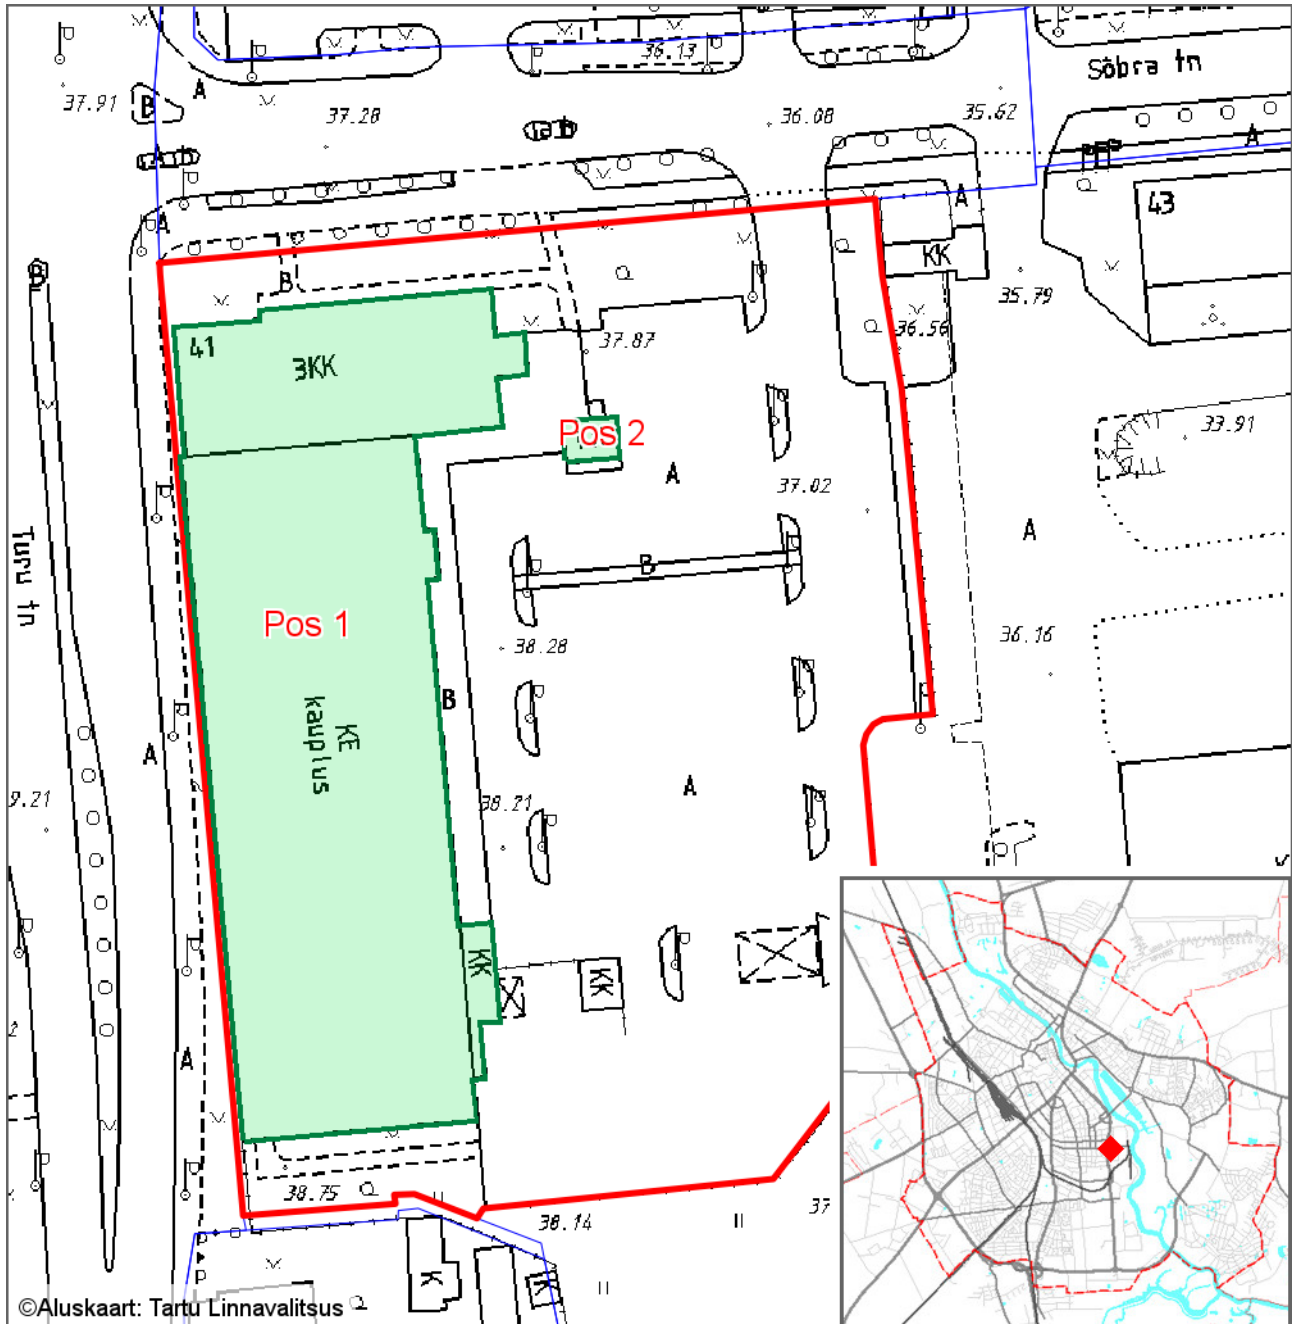 36.13
Sõbra tn
37.91
B
A
37.28
36.08
35.62
A
A
A
43
B
B
KK
35.79
41
3KK
37.87
36.56
Pos 2
33.91
A
37.02
A
B
Turu tn
Pos 1
36.16
38.28
KE
kauplus
B
A
A
9.21
38.21
KK
KK
A
38.75
38.14
37
K
K
©Aluskaart: Tartu Linnavalitsus